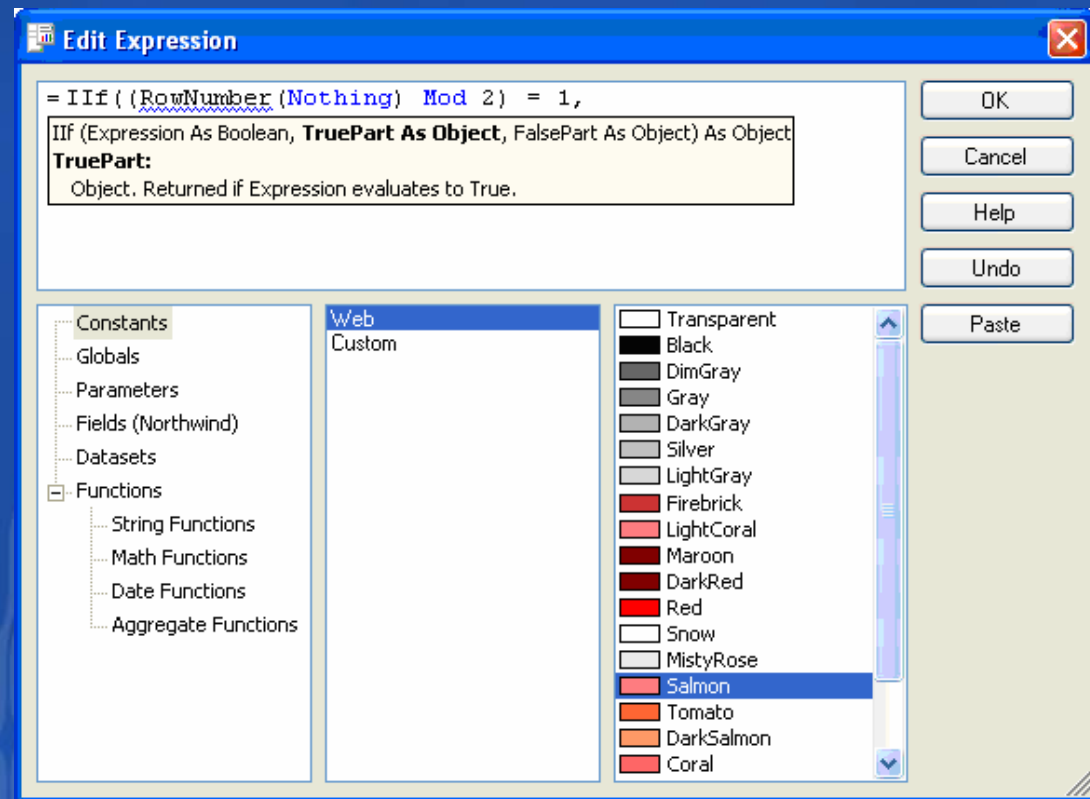 Edit Expression
=IIf((RowNumber(Nothing) Mod 2) = 1,
IIf (Expression As Boolean, TruePart As Object, FalsePart As Object) As Object
TruePart:
Object. Returned if Expression evaluates to True.
OK
Cancel
Help
Undo
Paste
Constants
Globals
Parameters
Fields (Northwind)
Datasets
Functions
String Functions
Math Functions
Date Functions
Aggregate Functions
Web
Custom
Transparent
Black
DimGray
Gray
DarkGray
Silver
LightGray
Firebrick
LightCoral
Maroon
DarkRed
Red
Snow
MistyRose
Salmon
Tomato
DarkSalmon
Coral